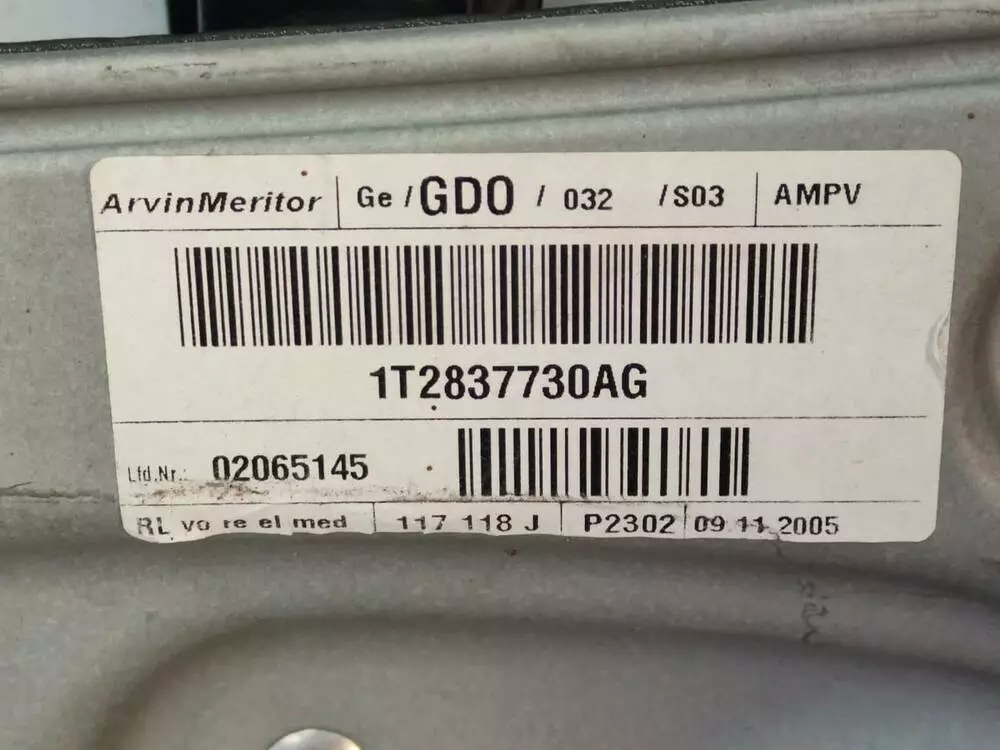 ArvinMeritor Ge / GDO / 032 /S03 AMPV
1T2837730AG
Lfd.Nr.: 02065145
RL vo re el med 117 118 J P2302 09.11.2005